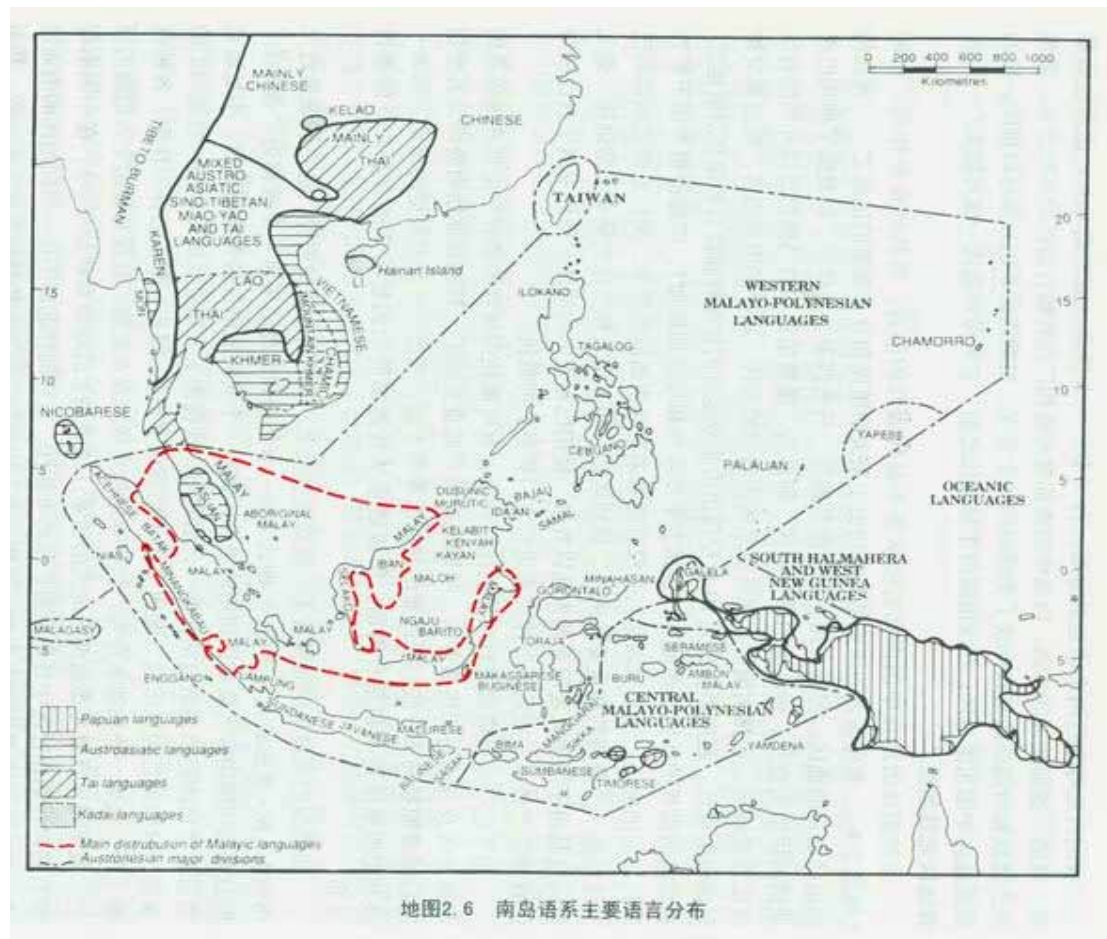 0 200 400 600 800 1000
Kilometres
MAINLY
CHINESE
KELAO
MAINLY
THAI
CHINESE
TIBETO-BURMAN
MIXED
AUSTRO
ASIATIC
SINO-TIBETAN
MIAO-YAO
AND TAI
LANGUAGES
TAIWAN
20
KAREN
LI
Hainan Island
LAO
VIETNAMESE
15
MON
THAI
ILOKANO
WESTERN
MALAYO-POLYNESIAN
LANGUAGES
15
CHAMORRO
KHMER
CHAMIC
TAGALOG
10
10
NICOBARESE
YAPESE
CEBUANO
PALAUAN
5
5
ACEHNESE
MALAY
ASLIAN
ABORIGINAL
MALAY
DUSUNIC
MURUTIC
BAJAU
IDA'AN
SAMAL
OCEANIC
LANGUAGES
BATAK
MALAY
KELABIT
KENYAH
KAYAN
0
NIAS
IBAN
MALOH
SOUTH HALMAHERA
AND WEST
NEW GUINEA
LANGUAGES
0
MINANGKABAU
MALAY
MINAHASAN
GALELA
GORONTALO
MALAY
NGAJU
BARITO
MALAGASY
MALAY
MALAY
TORAJA
SERAMESE
5
5
MALAY
BURU
AMBON
MALAY
ENGGANO
LAMPUNG
MAKASSARESE
BUGINESE
CENTRAL
MALAYO-POLYNESIAN
LANGUAGES
SUNDANESE
JAVANESE
MADURESE
MANGGARAI
SIKKA
BIMA
YAMDENA
BALINESE
SASAK
SUMBANESE
TIMORESE
Papuan languages
Austroasiatic languages
Tai languages
Kadai languages
Main distrubusion of Malayic languages
Austronesian major divisions
地图2.6 南岛语系主要语言分布